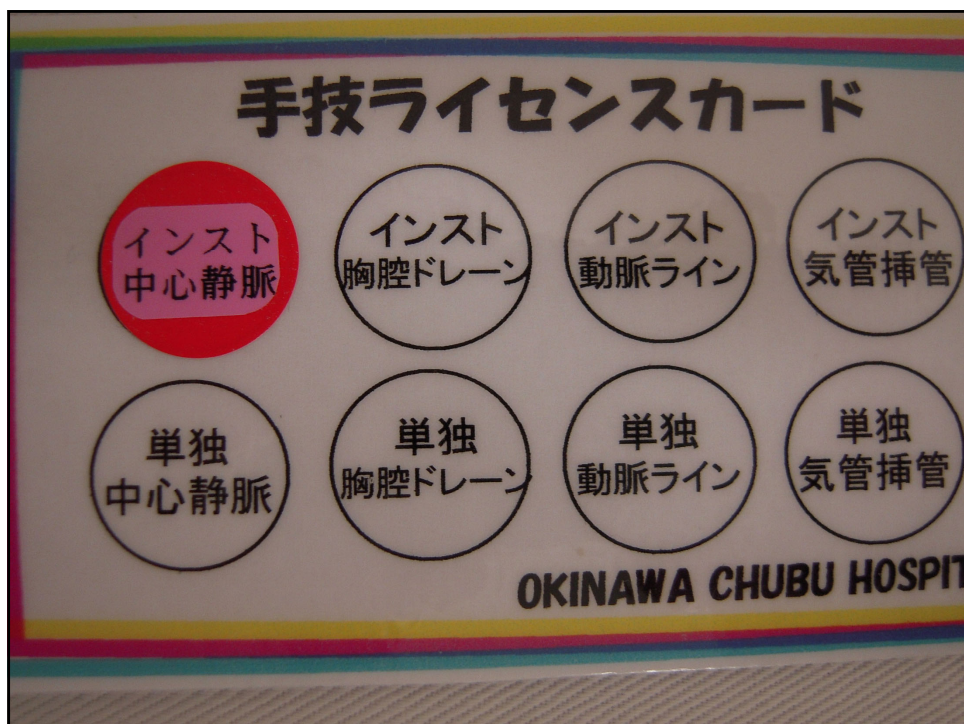 手技ライセンスカード
インスト
中心静脈
インスト
胸腔ドレーン
インスト
動脈ライン
インスト
気管挿管
単独
中心静脈
単独
胸腔ドレーン
単独
動脈ライン
単独
気管挿管
OKINAWA CHUBU HOSPIT